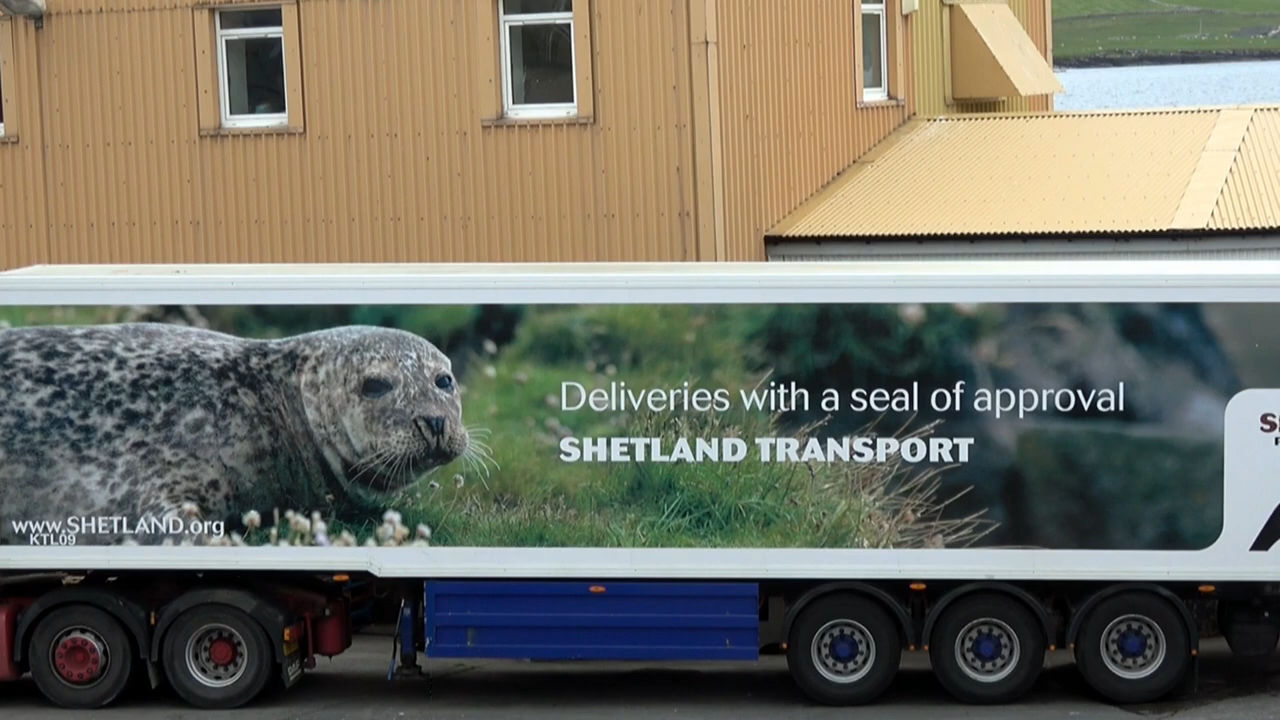 Deliveries with a seal of approval
SHETLAND TRANSPORT
www.SHETLAND.org
KTL09